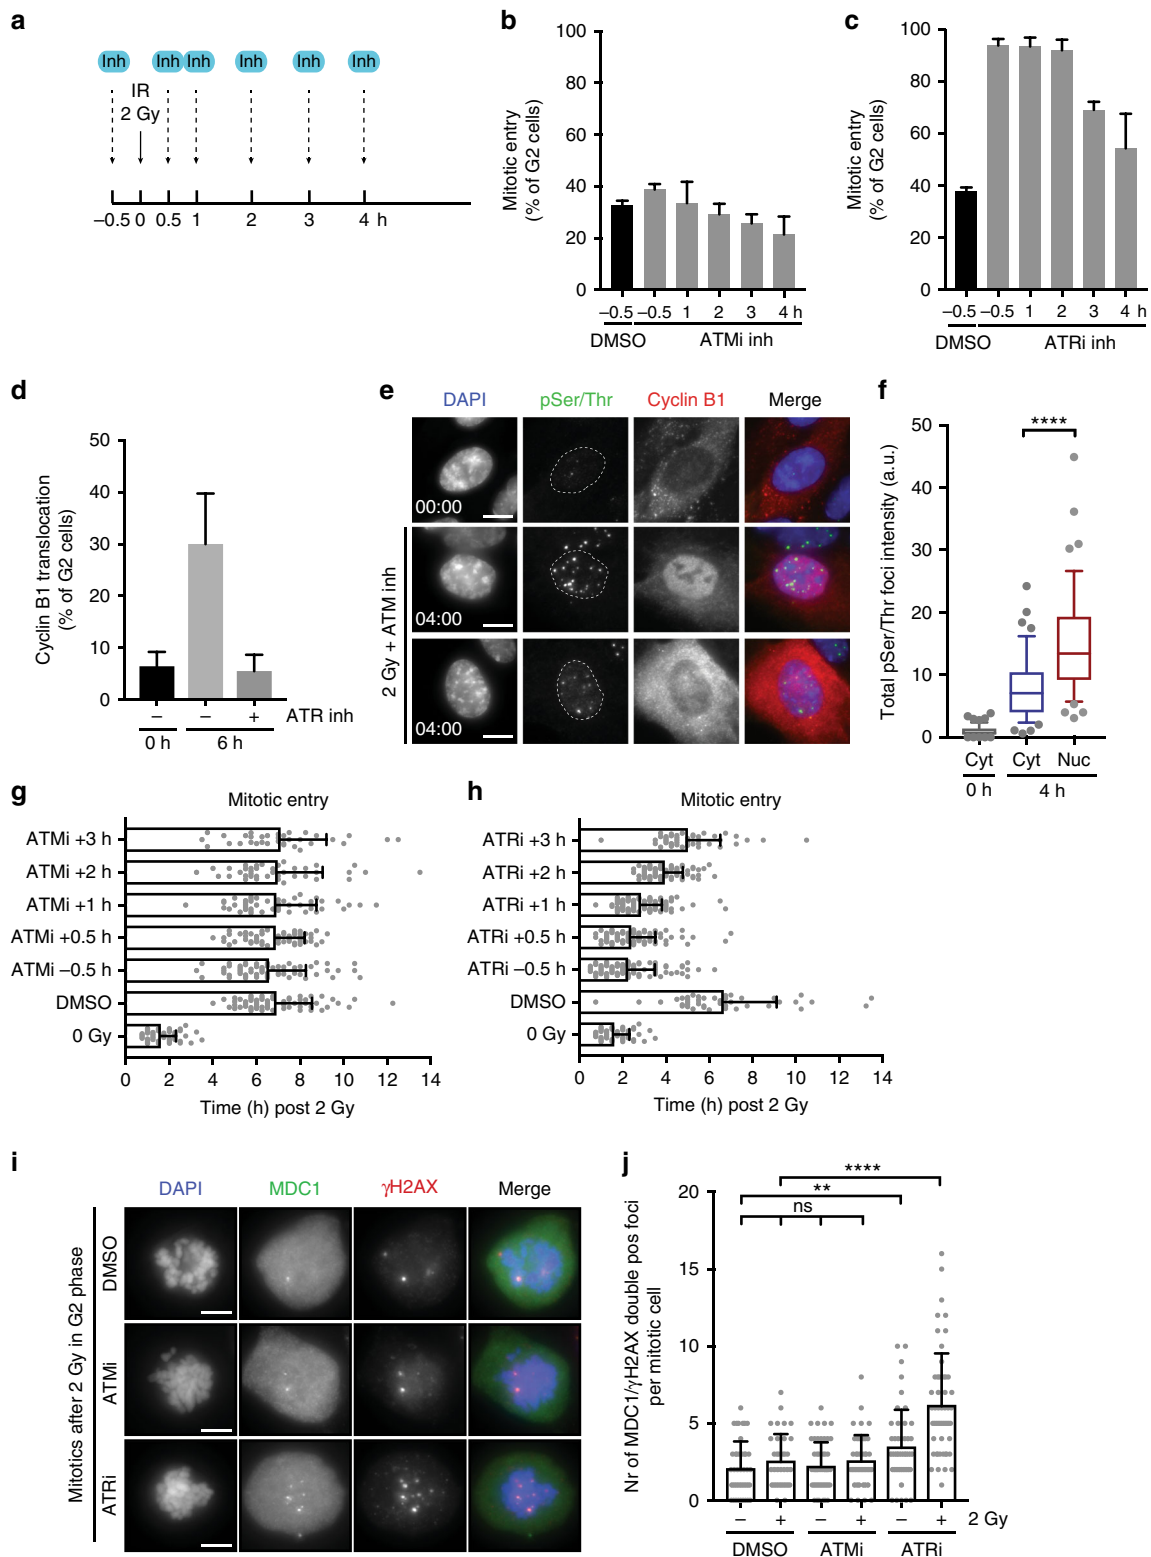 a
Inh Inh Inh Inh Inh Inh
IR
2 Gy
–0.5 0 0.5 1 2 3 4 h
b
Mitotic entry
(% of G2 cells)
100
80
60
40
20
0
–0.5 –0.5 1 2 3 4 h
DMSO ATMi inh
c
Mitotic entry
(% of G2 cells)
100
80
60
40
20
0
–0.5 –0.5 1 2 3 4 h
DMSO ATRi inh
d
Cyclin B1 translocation
(% of G2 cells)
50
40
30
20
10
0
– – + ATR inh
0 h 6 h
e
DAPI pSer/Thr Cyclin B1 Merge
00:00
2 Gy + ATM inh
04:00
04:00
f
Total pSer/Thr foci intensity (a.u.)
50
40
30
20
10
0
****
Cyt Cyt Nuc
0 h 4 h
g
Mitotic entry
ATMi +3 h
ATMi +2 h
ATMi +1 h
ATMi +0.5 h
ATMi –0.5 h
DMSO
0 Gy
0 2 4 6 8 10 12 14
Time (h) post 2 Gy
h
Mitotic entry
ATRi +3 h
ATRi +2 h
ATRi +1 h
ATRi +0.5 h
ATRi –0.5 h
DMSO
0 Gy
0 2 4 6 8 10 12 14
Time (h) post 2 Gy
i
DAPI MDC1 γH2AX Merge
Mitotics after 2 Gy in G2 phase
DMSO
ATMi
ATRi
j
Nr of MDC1/γH2AX double pos foci
per mitotic cell
20
15
10
5
0
****
**
ns
– + – + – + 2 Gy
DMSO ATMi ATRi